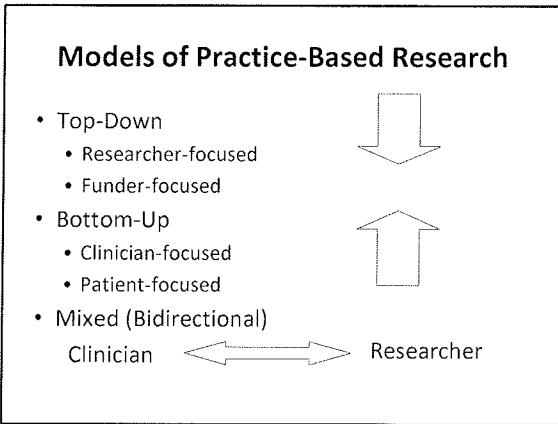 Models of Practice-Based Research
• Top-Down
• Researcher-focused
• Funder-focused
• Bottom-Up
• Clinician-focused
• Patient-focused
• Mixed (Bidirectional)
Clinician Researcher